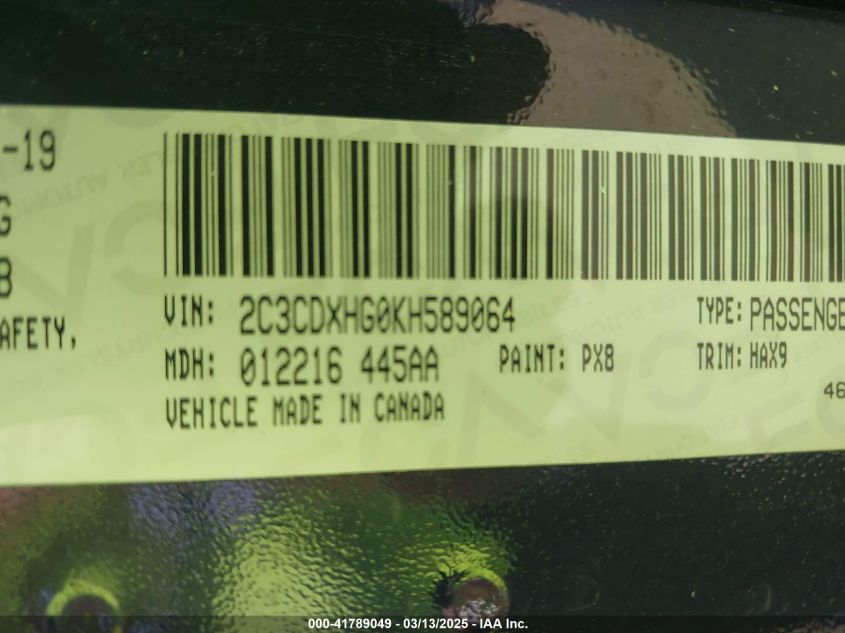 -19
G
B
AFETY,
VIN: 2C3CDXHG0KH589064 TYPE: PASSENGE
MDH: 012216 445AA PAINT: PX8 TRIM: HAX9
VEHICLE MADE IN CANADA
46
000-41789049 - 03/13/2025 - IAA Inc.